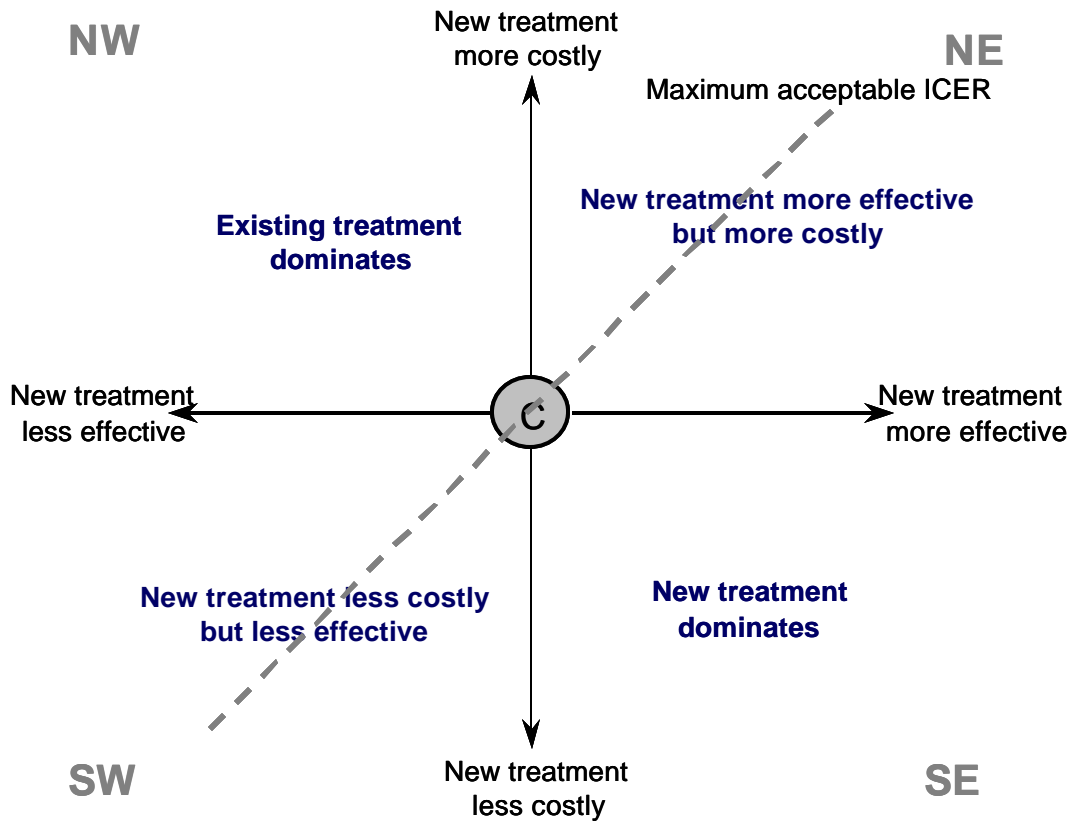 NW
New treatment
more costly
NE
Maximum acceptable ICER
Existing treatment
dominates
New treatment more effective
but more costly
New treatment
less effective
C
New treatment
more effective
New treatment less costly
but less effective
New treatment
dominates
SW
New treatment
less costly
SE